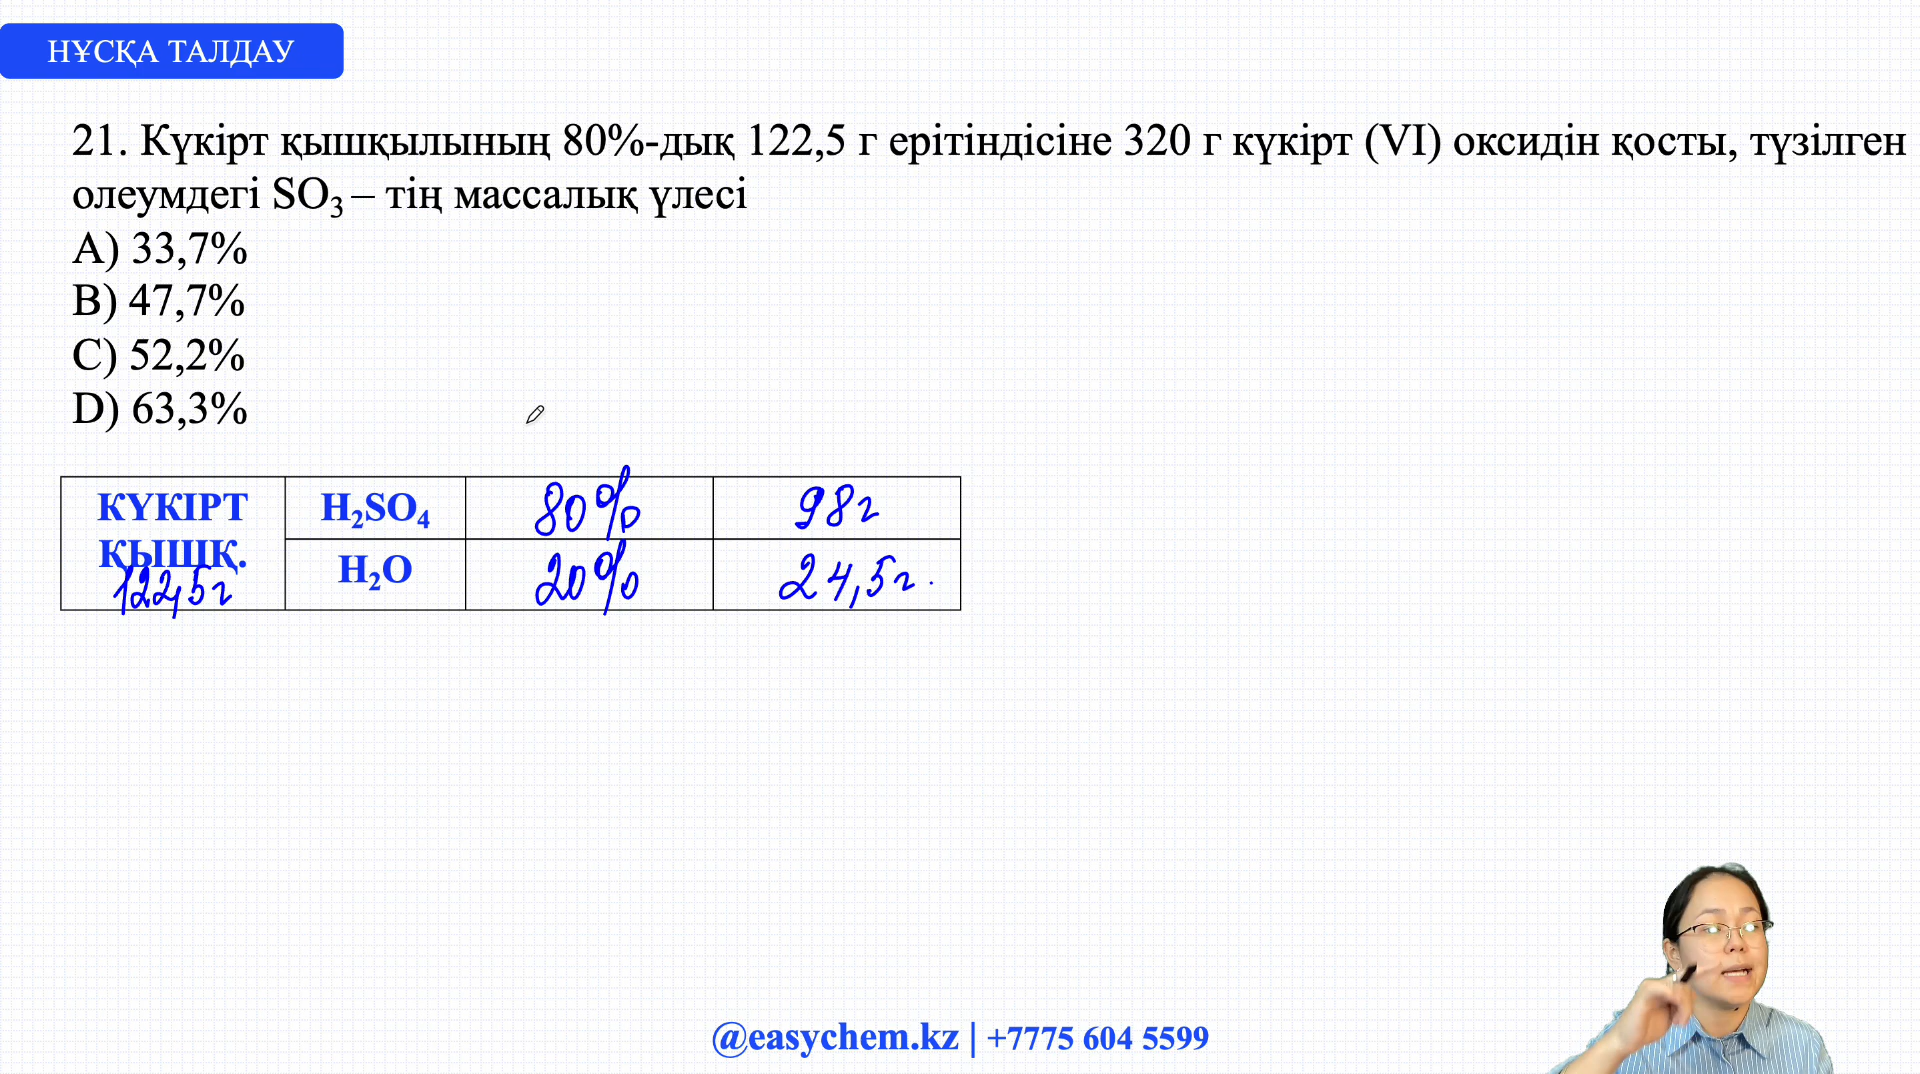 НҰСҚА ТАЛДАУ
21. Күкірт қышқылының 80%-дық 122,5 г ерітіндісіне 320 г күкірт (VI) оксидін қосты, түзілген
олеумдегі SO₃ – тің массалық үлесі
A) 33,7%
B) 47,7%
C) 52,2%
D) 63,3%
КҮКІРТ ҚЫШҚ. 122,5г
H₂SO₄ 80% 98г
H₂O 20% 24,5г.
@easychem.kz | +7775 604 5599